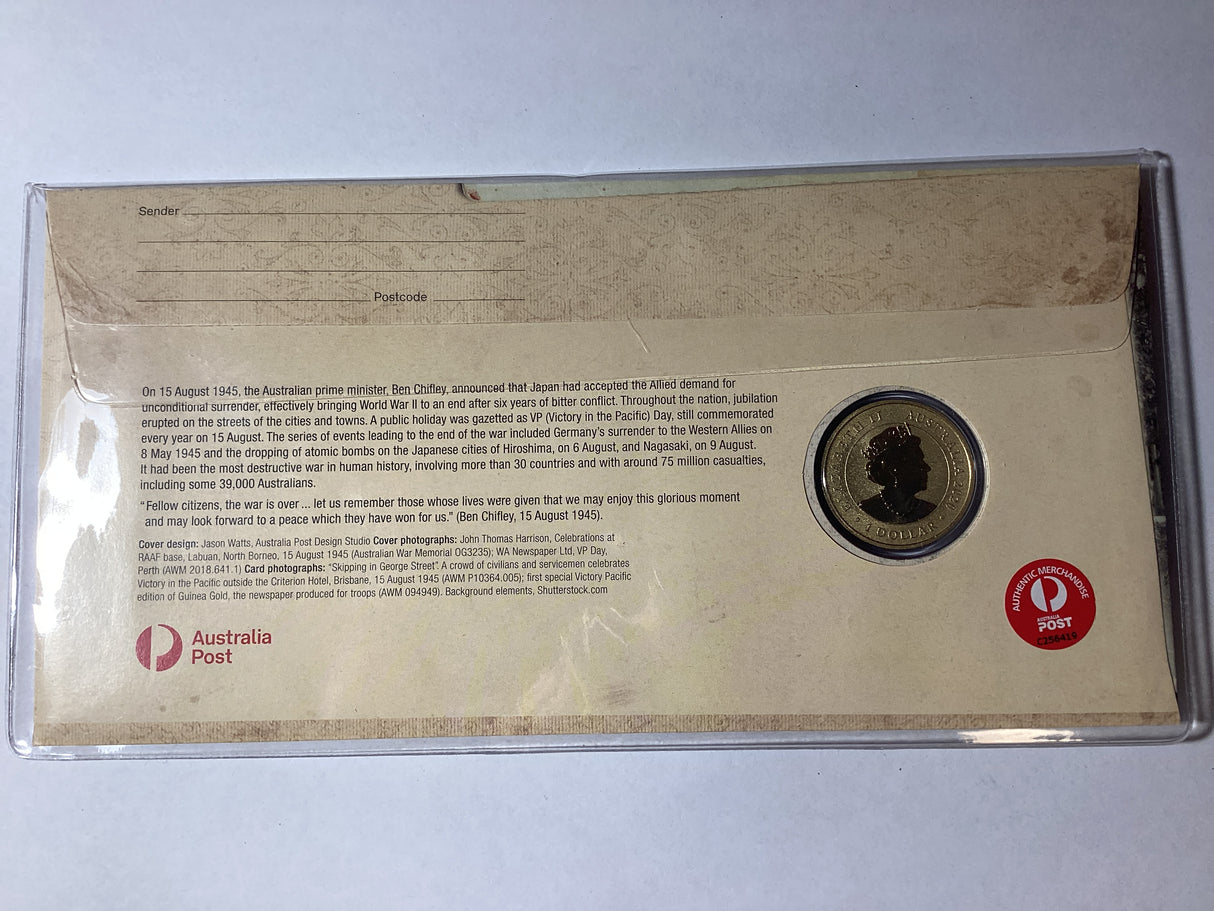 Sender
Postcode
On 15 August 1945, the Australian prime minister, Ben Chifley, announced that Japan had accepted the Allied demand for
unconditional surrender, effectively bringing World War II to an end after six years of bitter conflict. Throughout the nation, jubilation
erupted on the streets of the cities and towns. A public holiday was gazetted as VP (Victory in the Pacific) Day, still commemorated
every year on 15 August. The series of events leading to the end of the war included Germany's surrender to the Western Allies on
8 May 1945 and the dropping of atomic bombs on the Japanese cities of Hiroshima, on 6 August, and Nagasaki, on 9 August.
It had been the most destructive war in human history, involving more than 30 countries and with around 75 million casualties,
including some 39,000 Australians.
"Fellow citizens, the war is over ... let us remember those whose lives were given that we may enjoy this glorious moment
and may look forward to a peace which they have won for us." (Ben Chifley, 15 August 1945).
Cover design: Jason Watts, Australia Post Design Studio Cover photographs: John Thomas Harrison, Celebrations at
RAAF base, Labuan, North Borneo, 15 August 1945 (Australian War Memorial OG3235); WA Newspaper Ltd, VP Day,
Perth (AWM 2018.641.1) Card photographs: "Skipping in George Street". A crowd of civilians and servicemen celebrates
Victory in the Pacific outside the Criterion Hotel, Brisbane, 15 August 1945 (AWM P10364.005); first special Victory Pacific
edition of Guinea Gold, the newspaper produced for troops (AWM 094949). Background elements, Shutterstock.com
Australia
Post
ELIZABETH II AUSTRALIA 2020
1 DOLLAR
AUTHENTIC MERCHANDISE
AUSTRALIA
POST
C256419